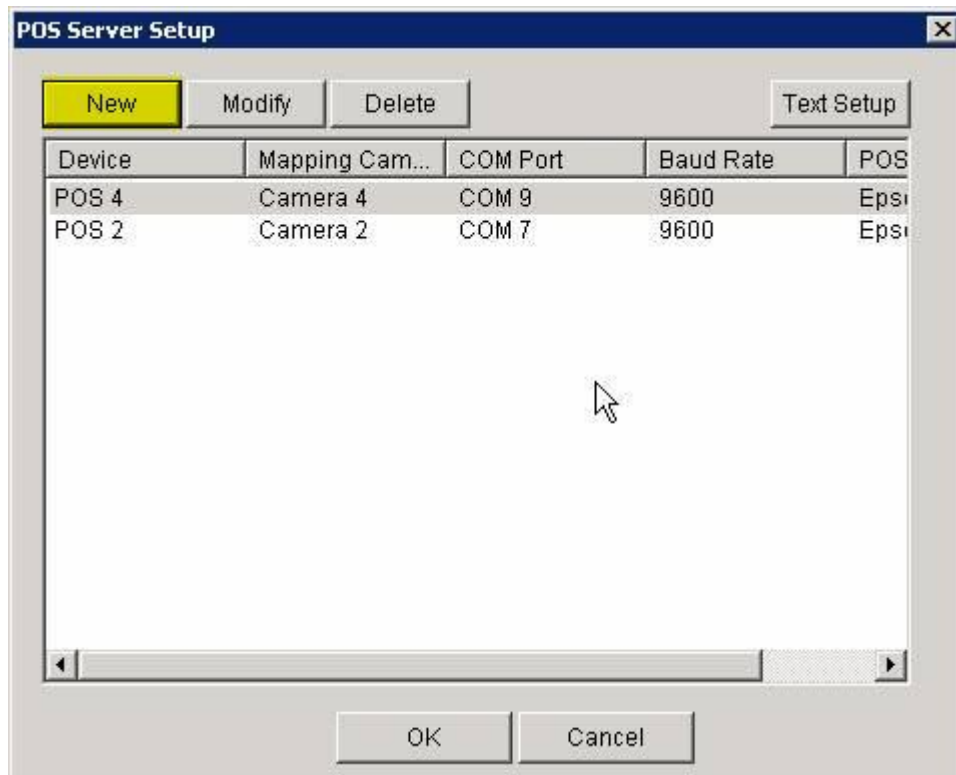 POS Server Setup
New Modify Delete Text Setup
Device Mapping Cam... COM Port Baud Rate POS
POS 4 Camera 4 COM 9 9600
POS 2 Camera 2 COM 7 9600
OK Cancel